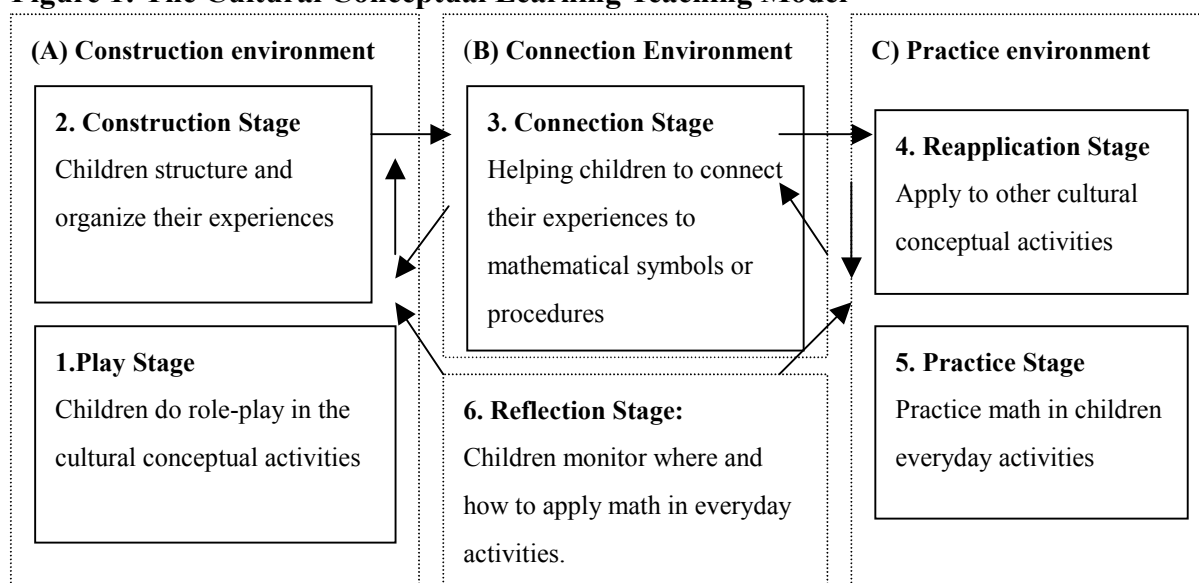 Figure 1: The Cultural Conceptual Learning Teaching Model
(A) Construction environment
2. Construction Stage
Children structure and
organize their experiences
1.Play Stage
Children do role-play in the
cultural conceptual activities
(B) Connection Environment
3. Connection Stage
Helping children to connect
their experiences to
mathematical symbols or
procedures
6. Reflection Stage:
Children monitor where and
how to apply math in everyday
activities.
C) Practice environment
4. Reapplication Stage
Apply to other cultural
conceptual activities
5. Practice Stage
Practice math in children
everyday activities